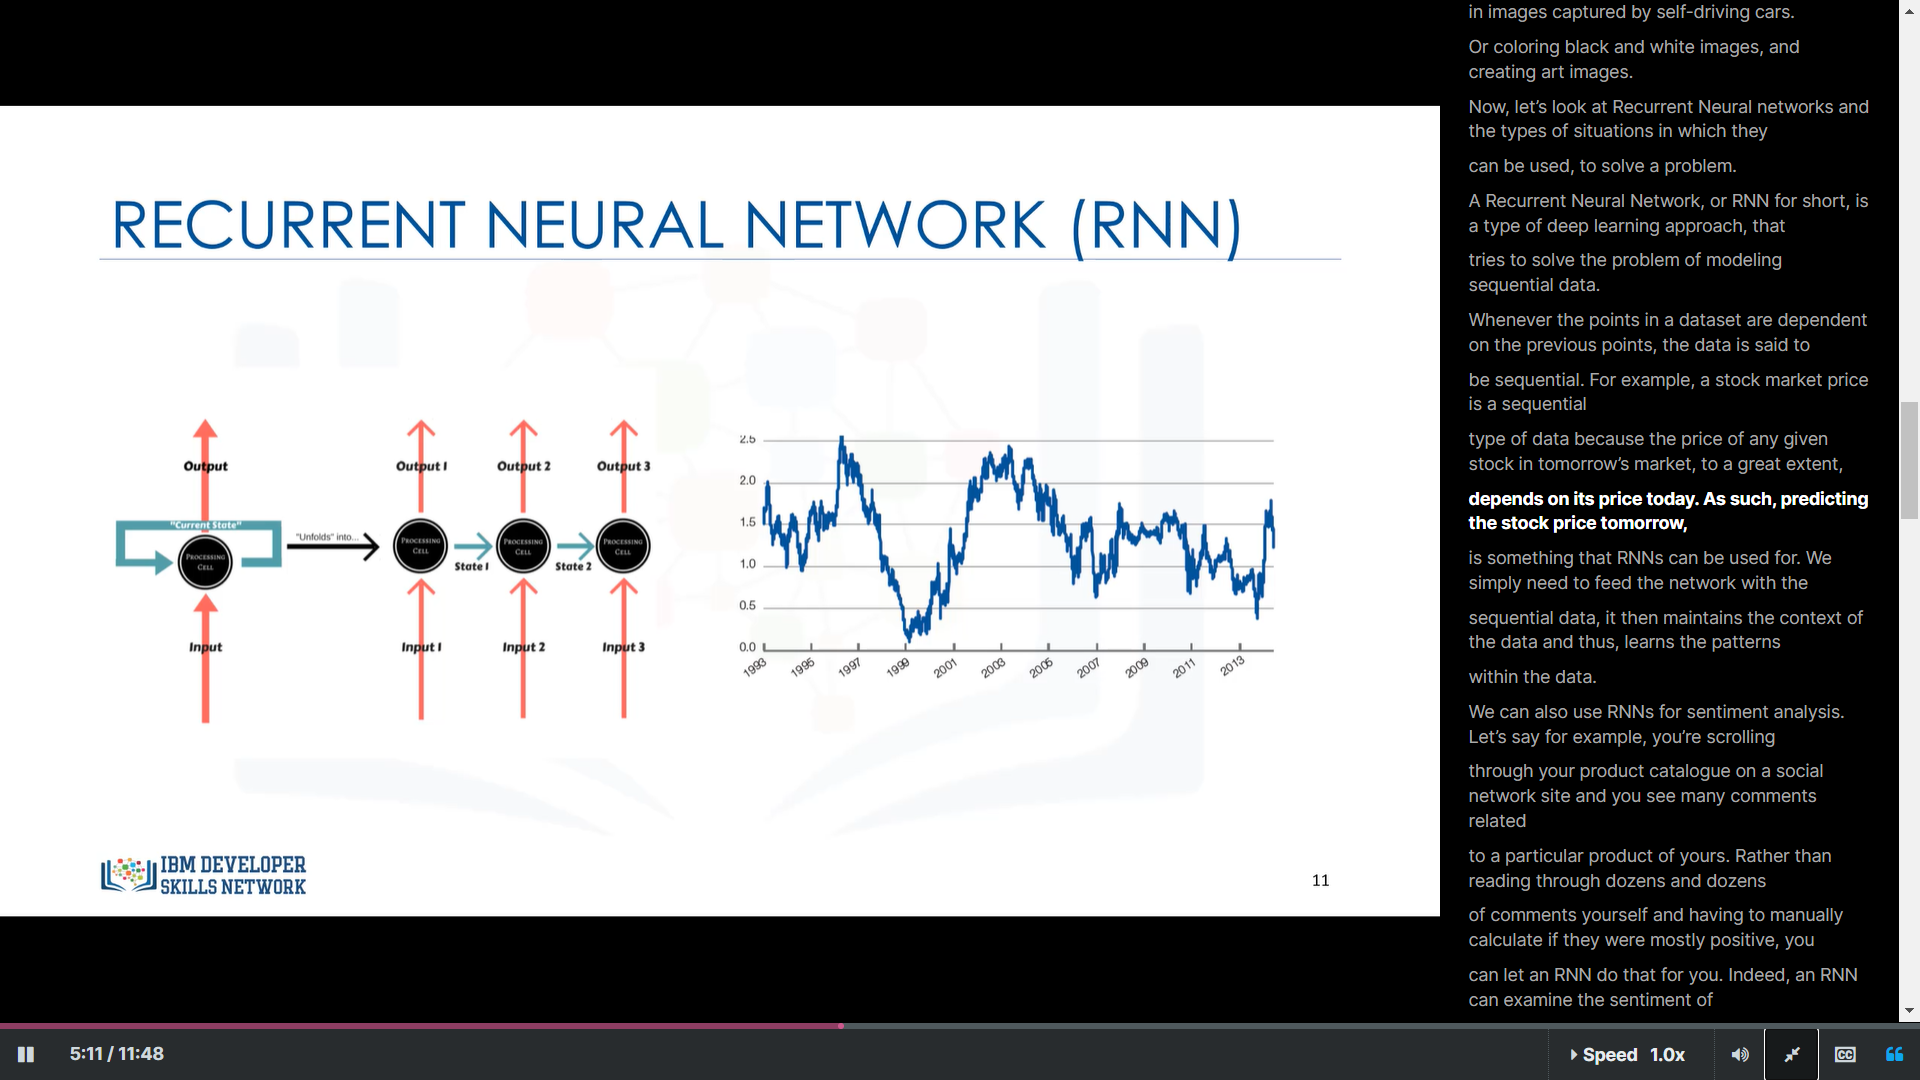 RECURRENT NEURAL NETWORK (RNN)
Output
"Current State"
PROCESSING
CELL
Input
"Unfolds" into...
Output 1
Output 2
Output 3
PROCESSING
CELL
PROCESSING
CELL
PROCESSING
CELL
State 1
State 2
Input 1
Input 2
Input 3
2.5
2.0
1.5
1.0
0.5
0.0
1993
1995
1997
1999
2001
2003
2005
2007
2009
2011
2013
IBM DEVELOPER
SKILLS NETWORK
11
in images captured by self-driving cars.
Or coloring black and white images, and
creating art images.
Now, let’s look at Recurrent Neural networks and
the types of situations in which they
can be used, to solve a problem.
A Recurrent Neural Network, or RNN for short, is
a type of deep learning approach, that
tries to solve the problem of modeling
sequential data.
Whenever the points in a dataset are dependent
on the previous points, the data is said to
be sequential. For example, a stock market price
is a sequential
type of data because the price of any given
stock in tomorrow’s market, to a great extent,
depends on its price today. As such, predicting
the stock price tomorrow,
is something that RNNs can be used for. We
simply need to feed the network with the
sequential data, it then maintains the context of
the data and thus, learns the patterns
within the data.
We can also use RNNs for sentiment analysis.
Let’s say for example, you’re scrolling
through your product catalogue on a social
network site and you see many comments
related
to a particular product of yours. Rather than
reading through dozens and dozens
of comments yourself and having to manually
calculate if they were mostly positive, you
can let an RNN do that for you. Indeed, an RNN
can examine the sentiment of
5:11 / 11:48
Speed 1.0x
CC